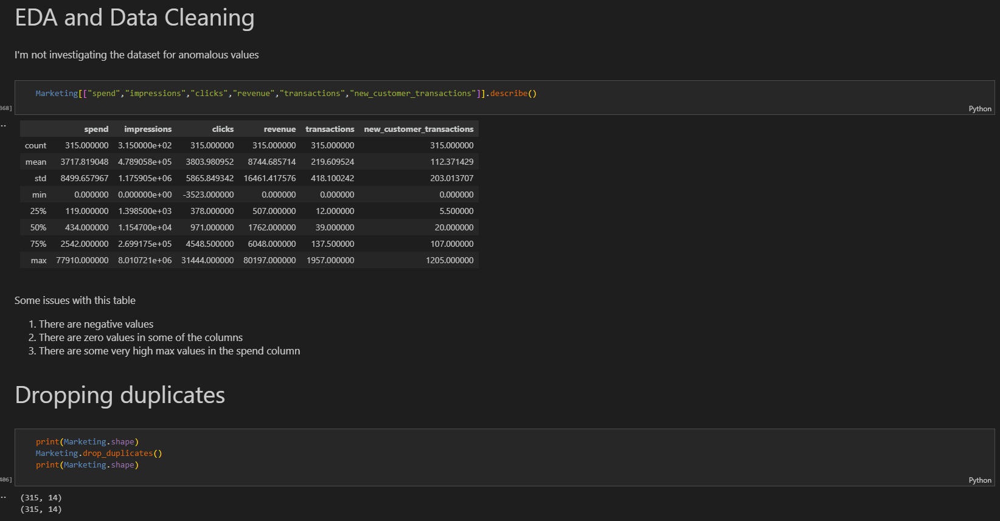 EDA and Data Cleaning
I'm not investigating the dataset for anomalous values
Marketing[["spend","impressions","clicks","revenue","transactions","new_customer_transactions"]].describe()
368]
Python
spend impressions clicks revenue transactions new_customer_transactions
count 315.000000 3.150000e+02 315.000000 315.000000 315.000000 315.000000
mean 3717.819048 4.789058e+05 3803.980952 8744.685714 219.609524 112.371429
std 8499.657967 1.175905e+06 5865.849342 16461.417576 418.100242 203.013707
min 0.000000 0.000000e+00 -3523.000000 0.000000 0.000000 0.000000
25% 119.000000 1.398500e+03 378.000000 507.000000 12.000000 5.500000
50% 434.000000 1.154700e+04 971.000000 1762.000000 39.000000 20.000000
75% 2542.000000 2.699175e+05 4548.500000 6048.000000 137.500000 107.000000
max 77910.000000 8.010721e+06 31444.000000 80197.000000 1957.000000 1205.000000
Some issues with this table
1. There are negative values
2. There are zero values in some of the columns
3. There are some very high max values in the spend column
Dropping duplicates
print(Marketing.shape)
Marketing.drop_duplicates()
print(Marketing.shape)
406]
Python
(315, 14)
(315, 14)